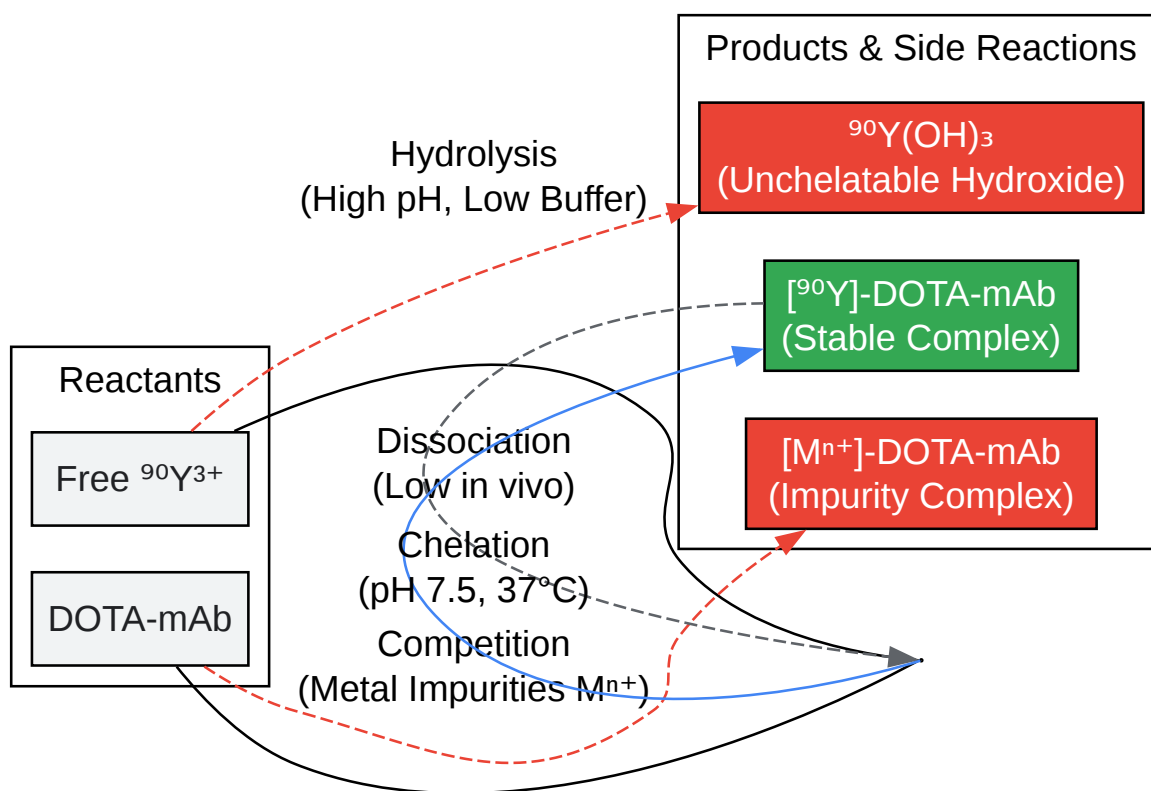 Products & Side Reactions
⁹⁰Y(OH)₃
(Unchelatable Hydroxide)
Hydrolysis
(High pH, Low Buffer)
[⁹⁰Y]-DOTA-mAb
(Stable Complex)
Reactants
Free ⁹⁰Y³⁺
DOTA-mAb
Dissociation
(Low in vivo)
Chelation
(pH 7.5, 37°C)
Competition
(Metal Impurities Mⁿ⁺)
[Mⁿ⁺]-DOTA-mAb
(Impurity Complex)